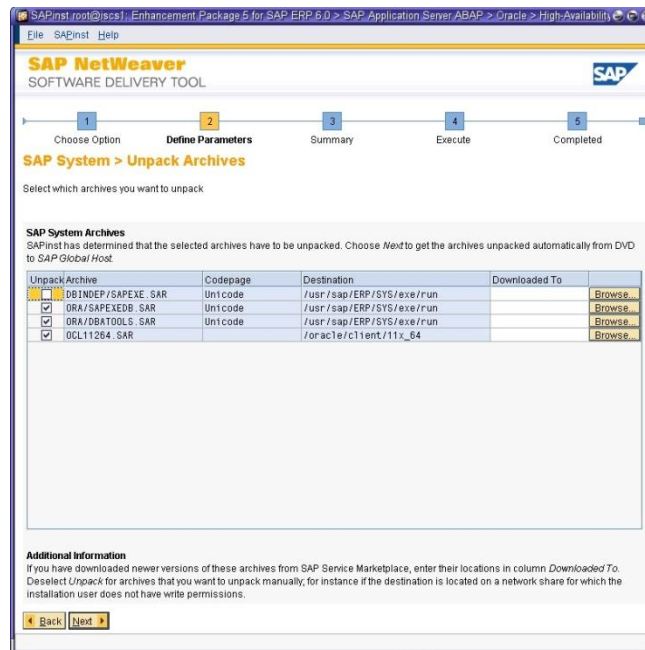 SAPinst root@iscs1: Enhancement Package 5 for SAP ERP 6.0 > SAP Application Server ABAP > Oracle > High-Availability
File SAPinst Help
SAP NetWeaver
SOFTWARE DELIVERY TOOL
SAP
1 2 3 4 5
Choose Option Define Parameters Summary Execute Completed
SAP System > Unpack Archives
Select which archives you want to unpack
SAP System Archives
SAPinst has determined that the selected archives have to be unpacked. Choose Next to get the archives unpacked automatically from DVD
to SAP Global Host.
Unpack Archive Codepage Destination Downloaded To
DBINDEP/SAPEXE.SAR Unicode /usr/sap/ERP/SYS/exe/run Browse...
ORA/SAPEXEDB.SAR Unicode /usr/sap/ERP/SYS/exe/run Browse...
ORA/DBATOOLS.SAR Unicode /usr/sap/ERP/SYS/exe/run Browse...
OCL11264.SAR /oracle/client/11x_64 Browse...
Additional Information
If you have downloaded newer versions of these archives from SAP Service Marketplace, enter their locations in column Downloaded To.
Deselect Unpack for archives that you want to unpack manually; for instance if the destination is located on a network share for which the
installation user does not have write permissions.
Back Next